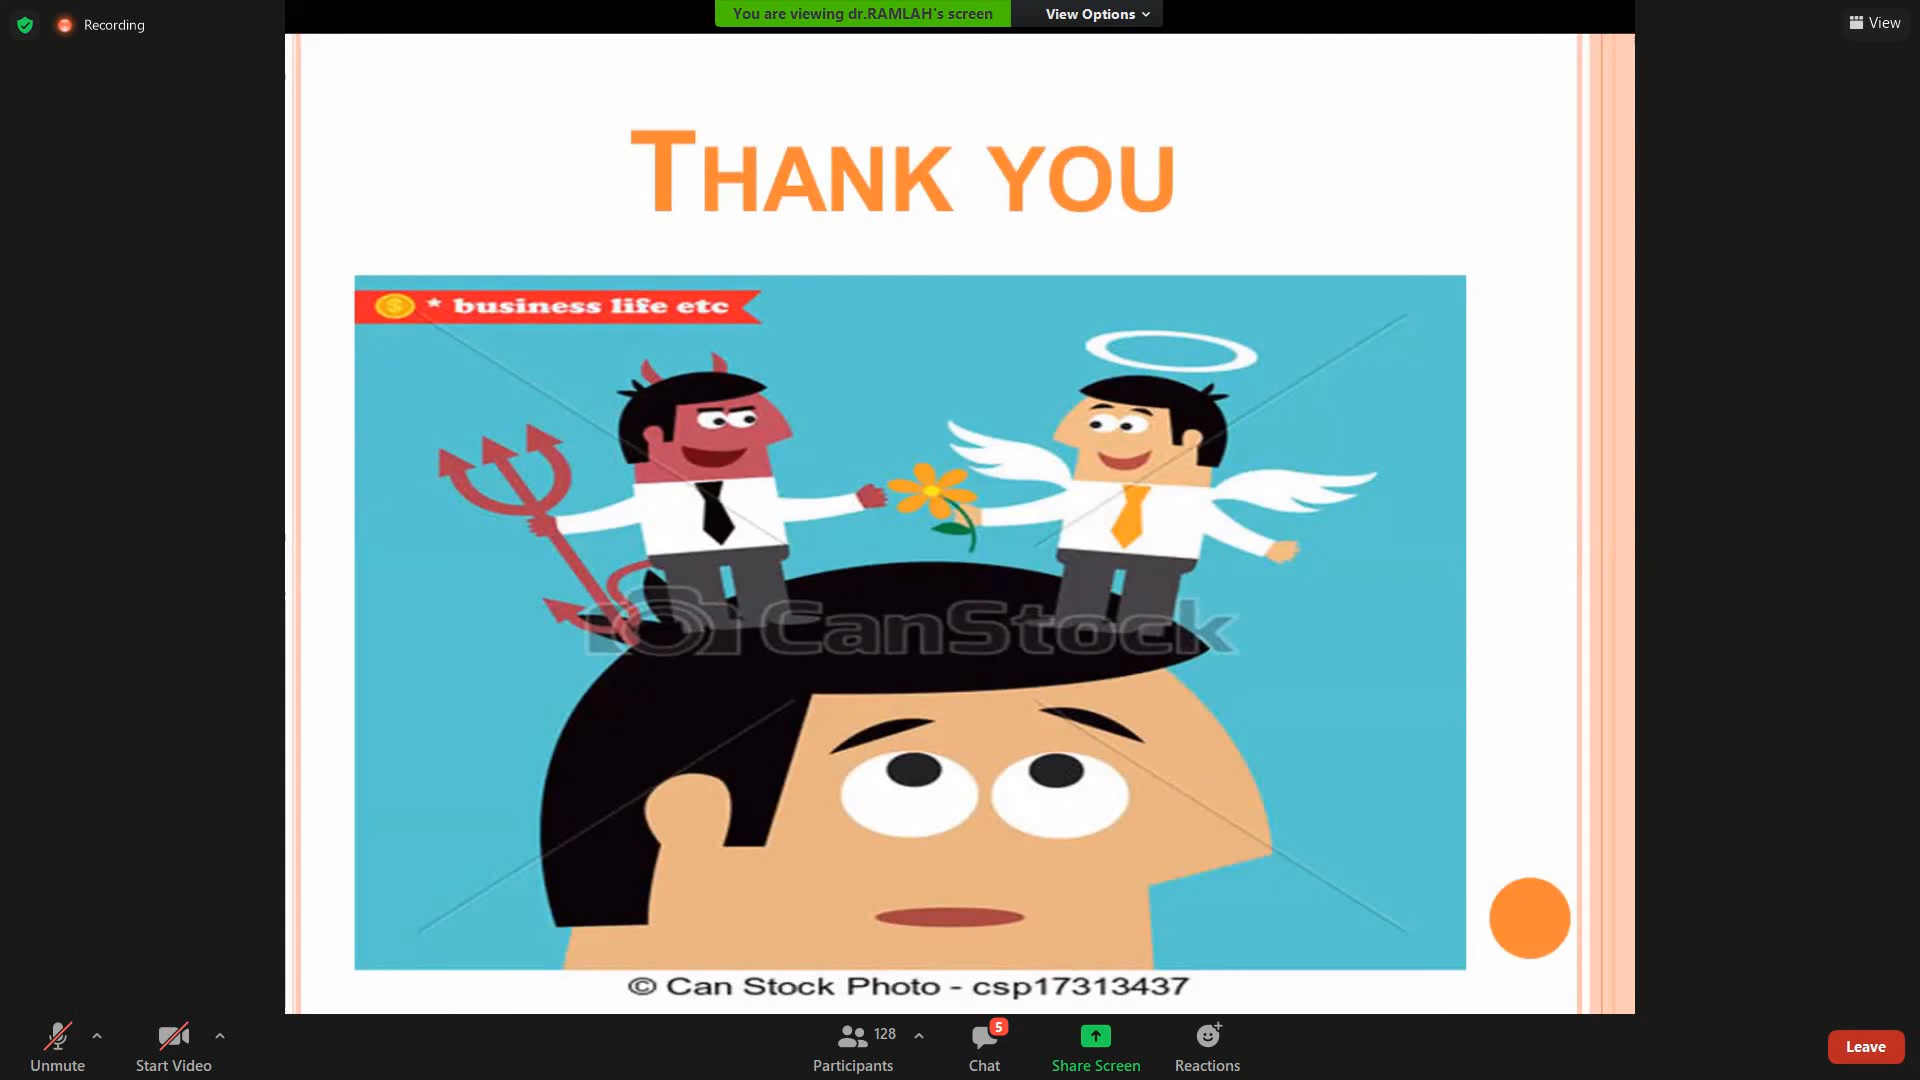 Recording
You are viewing dr.RAMLAH's screen
View Options
View
THANK YOU
* business life etc
CanStock
© Can Stock Photo - csp17313437
Unmute
Start Video
128
Participants
5
Chat
Share Screen
Reactions
Leave